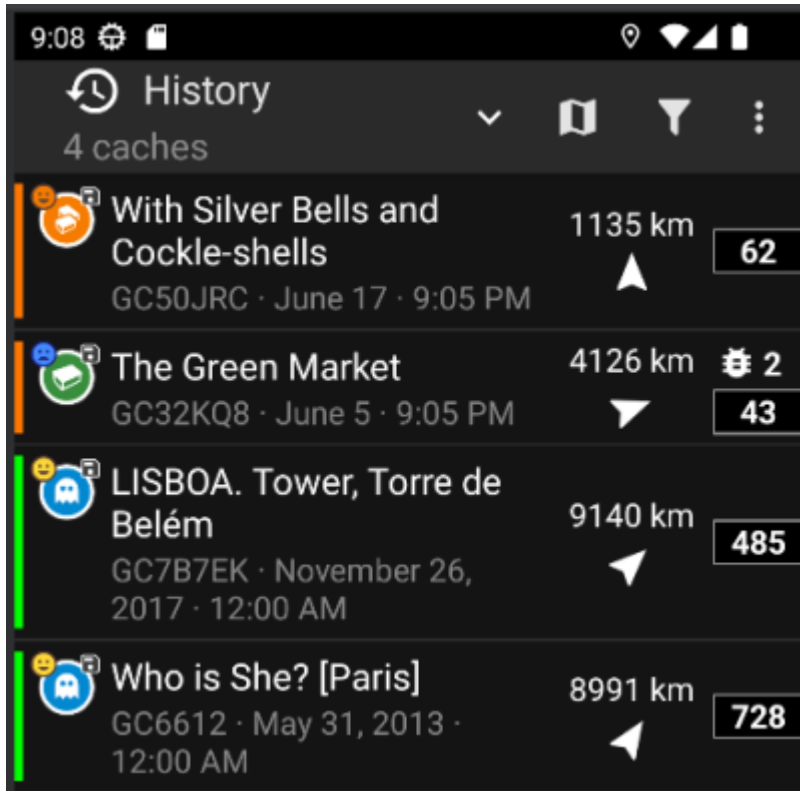 9:08
History
4 caches
With Silver Bells and
Cockle-shells
GC50JRC · June 17 · 9:05 PM
1135 km
62
The Green Market
GC32KQ8 · June 5 · 9:05 PM
4126 km
2
43
LISBOA. Tower, Torre de
Belém
GC7B7EK · November 26,
2017 · 12:00 AM
9140 km
485
Who is She? [Paris]
GC6612 · May 31, 2013 ·
12:00 AM
8991 km
728